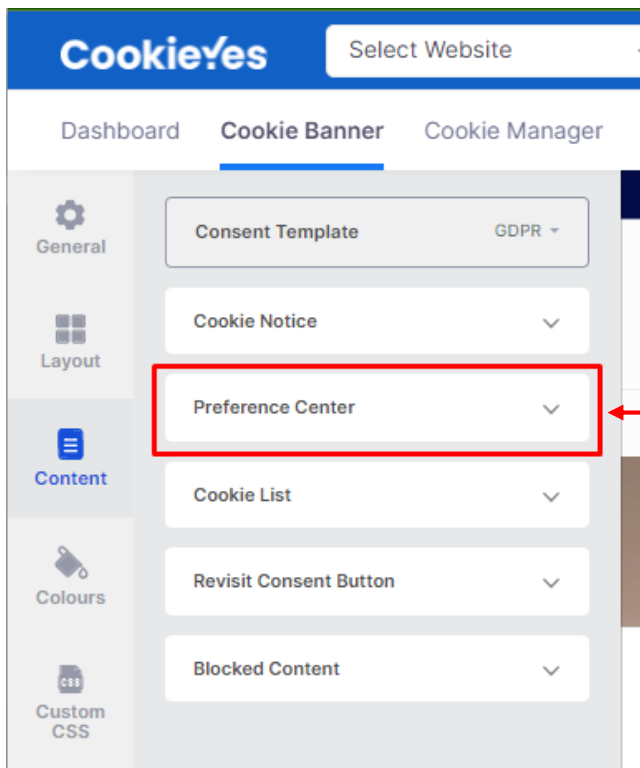 CookieYes
Select Website
Dashboard Cookie Banner Cookie Manager
General
Layout
Content
Colours
CSS
Custom
CSS
Consent Template GDPR
Cookie Notice
Preference Center
Cookie List
Revisit Consent Button
Blocked Content